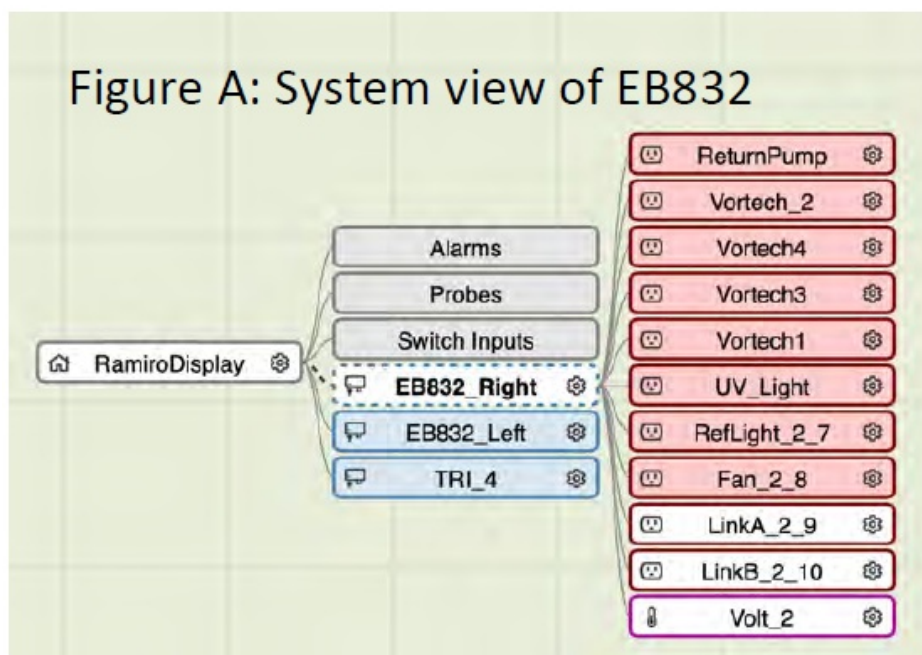 Figure A: System view of EB832
RamiroDisplay
Alarms
Probes
Switch Inputs
EB832_Right
EB832_Left
TRI_4
ReturnPump
Vortech_2
Vortech4
Vortech3
Vortech1
UV_Light
RefLight_2_7
Fan_2_8
LinkA_2_9
LinkB_2_10
Volt_2